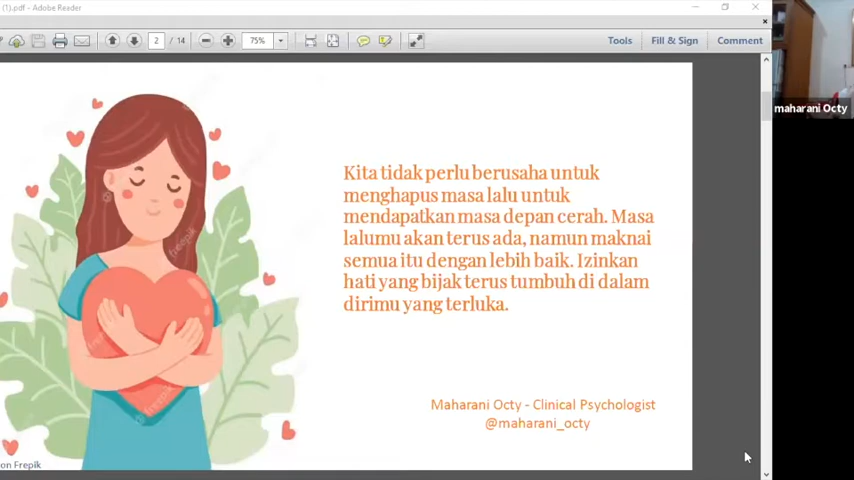 (1).pdf - Adobe Reader
2 / 14
75%
Tools
Fill & Sign
Comment
maharani Octy
freepik
Kita tidak perlu berusaha untuk
menghapus masa lalu untuk
mendapatkan masa depan cerah. Masa
lalumu akan terus ada, namun maknai
semua itu dengan lebih baik. Izinkan
hati yang bijak terus tumbuh di dalam
dirimu yang terluka.
Maharani Octy - Clinical Psychologist
@maharani_octy
on Frepik